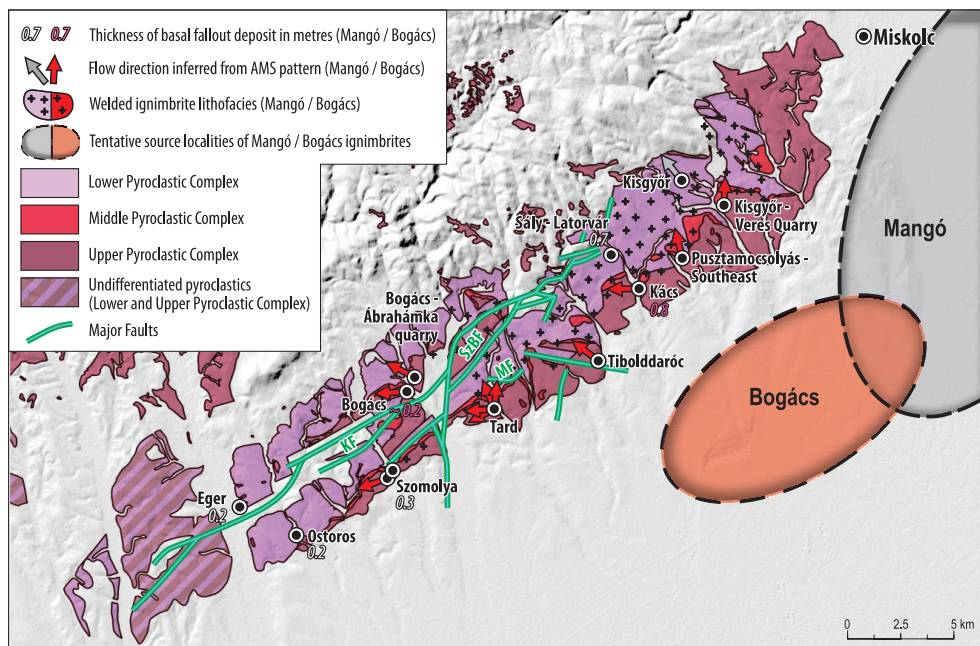 0.7 0.7 Thickness of basal fallout deposit in metres (Mangó / Bogács)
Flow direction inferred from AMS pattern (Mangó / Bogács)
Welded ignimbrite lithofacies (Mangó / Bogács)
Tentative source localities of Mangó / Bogács ignimbrites
Lower Pyroclastic Complex
Middle Pyroclastic Complex
Upper Pyroclastic Complex
Undifferentiated pyroclastics
(Lower and Upper Pyroclastic Complex)
Major Faults
Miskolc
Kisgyőr
Kisgyőr -
Veres Quarry
Sály - Latorvár
0.7
Pusztamocsolyás -
Southeast
Mangó
Kács
0.8
Bogács -
Ábrahámka
quarry
SzBF
MF
Tibolddaróc
Bogács
Bogács
~0.2
Tard
KF
Szomolya
0.3
Eger
0.2
Ostoros
0.2
0 2.5 5 km